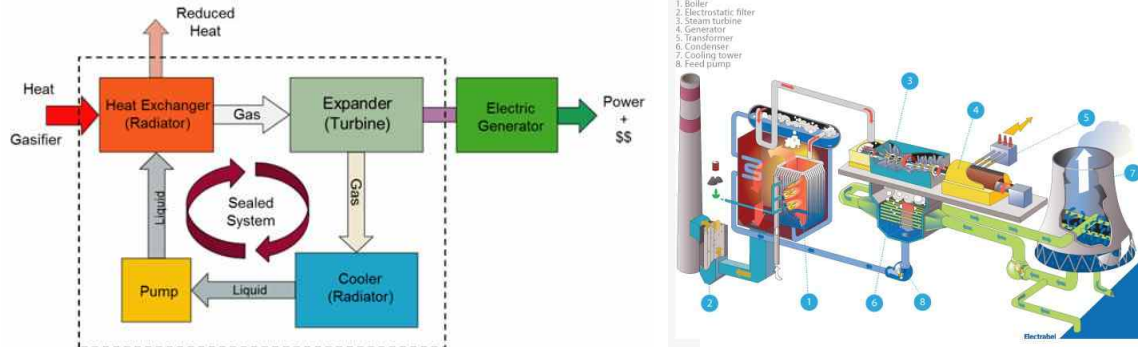 Reduced
Heat
Heat
Gasifier
Heat Exchanger
(Radiator)
Gas
Expander
(Turbine)
Electric
Generator
Power
+
$$
Liquid
Sealed
System
Gas
Pump
Liquid
Cooler
(Radiator)
1. Boiler
2. Electrostatic filter
3. Steam turbine
4. Generator
5. Transformer
6. Condenser
7. Cooling tower
8. Feed pump
3
4
5
7
2
1
6
8
Electrabel